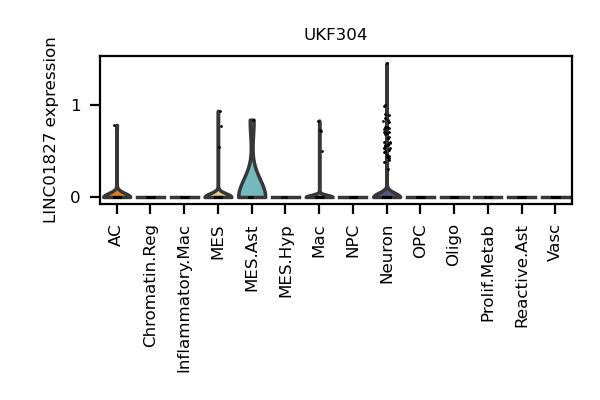 UKF304
LINC01827 expression
1
0
AC
Chromatin.Reg
Inflammatory.Mac
MES
MES.Ast
MES.Hyp
Mac
NPC
Neuron
OPC
Oligo
Prolif.Metab
Reactive.Ast
Vasc